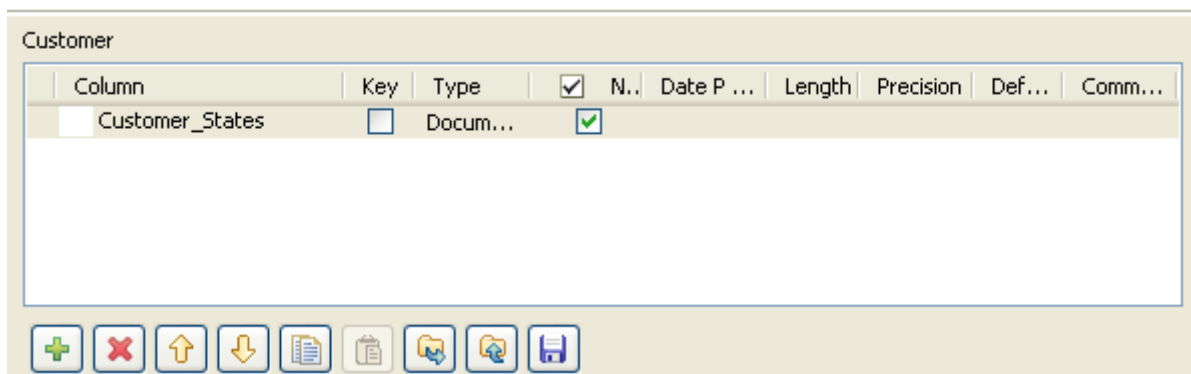 Customer
Column Key Type N.. Date P ... Length Precision Def... Comm...
Customer_States Docum...